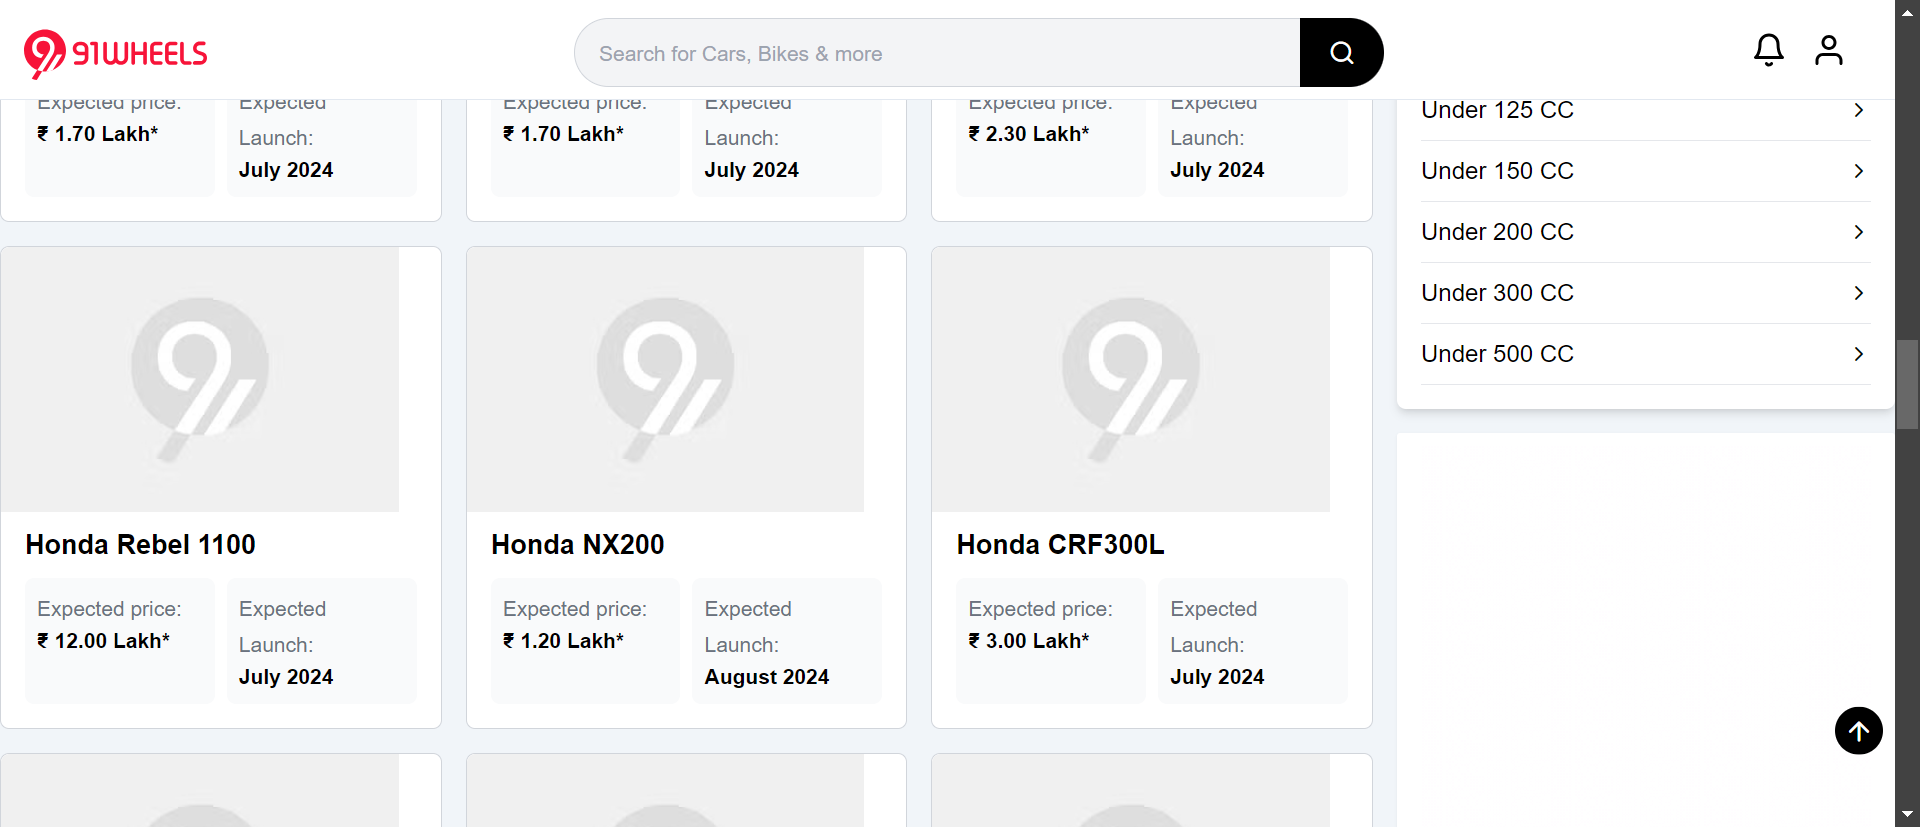 91WHEELS
Search for Cars, Bikes & more
Expected price:
₹ 1.70 Lakh*
Expected
Launch:
July 2024
Expected price:
₹ 1.70 Lakh*
Expected
Launch:
July 2024
Expected price:
₹ 2.30 Lakh*
Expected
Launch:
July 2024
Honda Rebel 1100
Expected price:
₹ 12.00 Lakh*
Expected
Launch:
July 2024
Honda NX200
Expected price:
₹ 1.20 Lakh*
Expected
Launch:
August 2024
Honda CRF300L
Expected price:
₹ 3.00 Lakh*
Expected
Launch:
July 2024
Under 125 CC
Under 150 CC
Under 200 CC
Under 300 CC
Under 500 CC